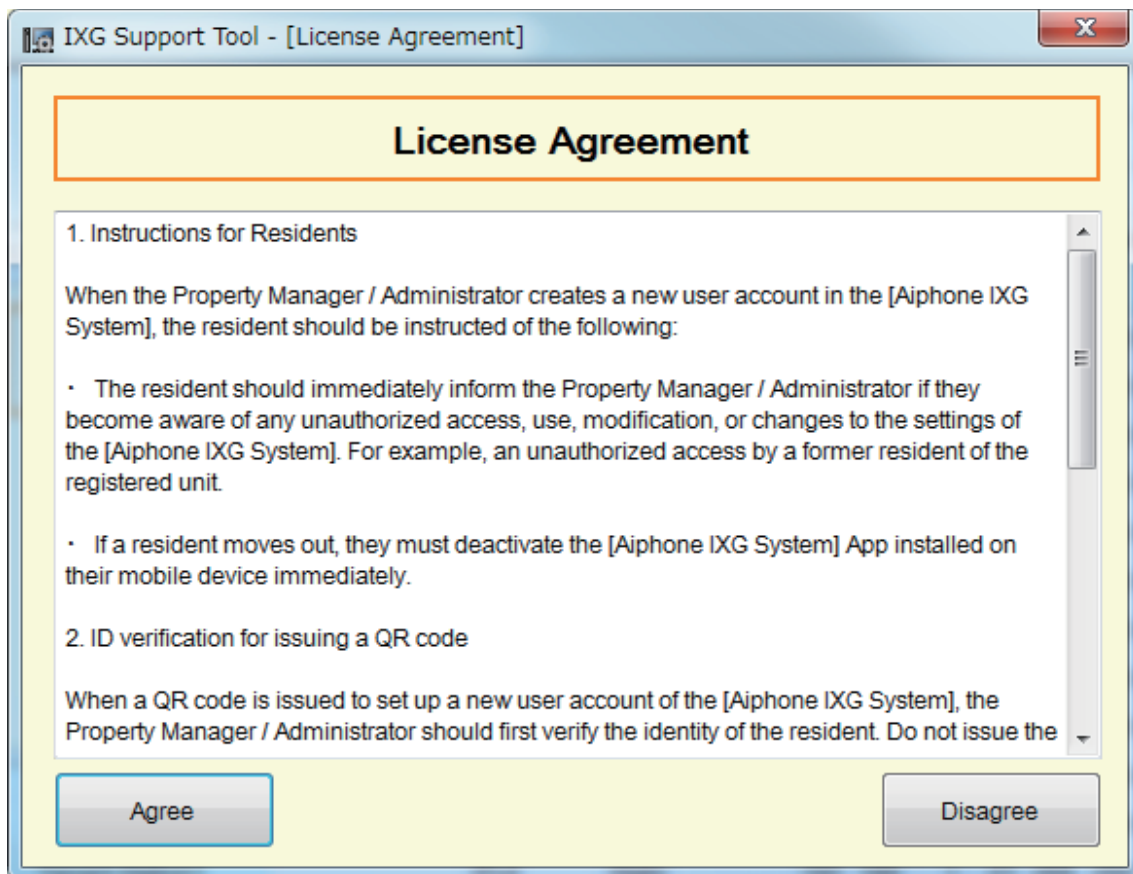 IXG Support Tool - [License Agreement]
License Agreement
1. Instructions for Residents
When the Property Manager / Administrator creates a new user account in the [Aiphone IXG
System], the resident should be instructed of the following:
・ The resident should immediately inform the Property Manager / Administrator if they
become aware of any unauthorized access, use, modification, or changes to the settings of
the [Aiphone IXG System]. For example, an unauthorized access by a former resident of the
registered unit.
・ If a resident moves out, they must deactivate the [Aiphone IXG System] App installed on
their mobile device immediately.
2. ID verification for issuing a QR code
When a QR code is issued to set up a new user account of the [Aiphone IXG System], the
Property Manager / Administrator should first verify the identity of the resident. Do not issue the
Agree
Disagree